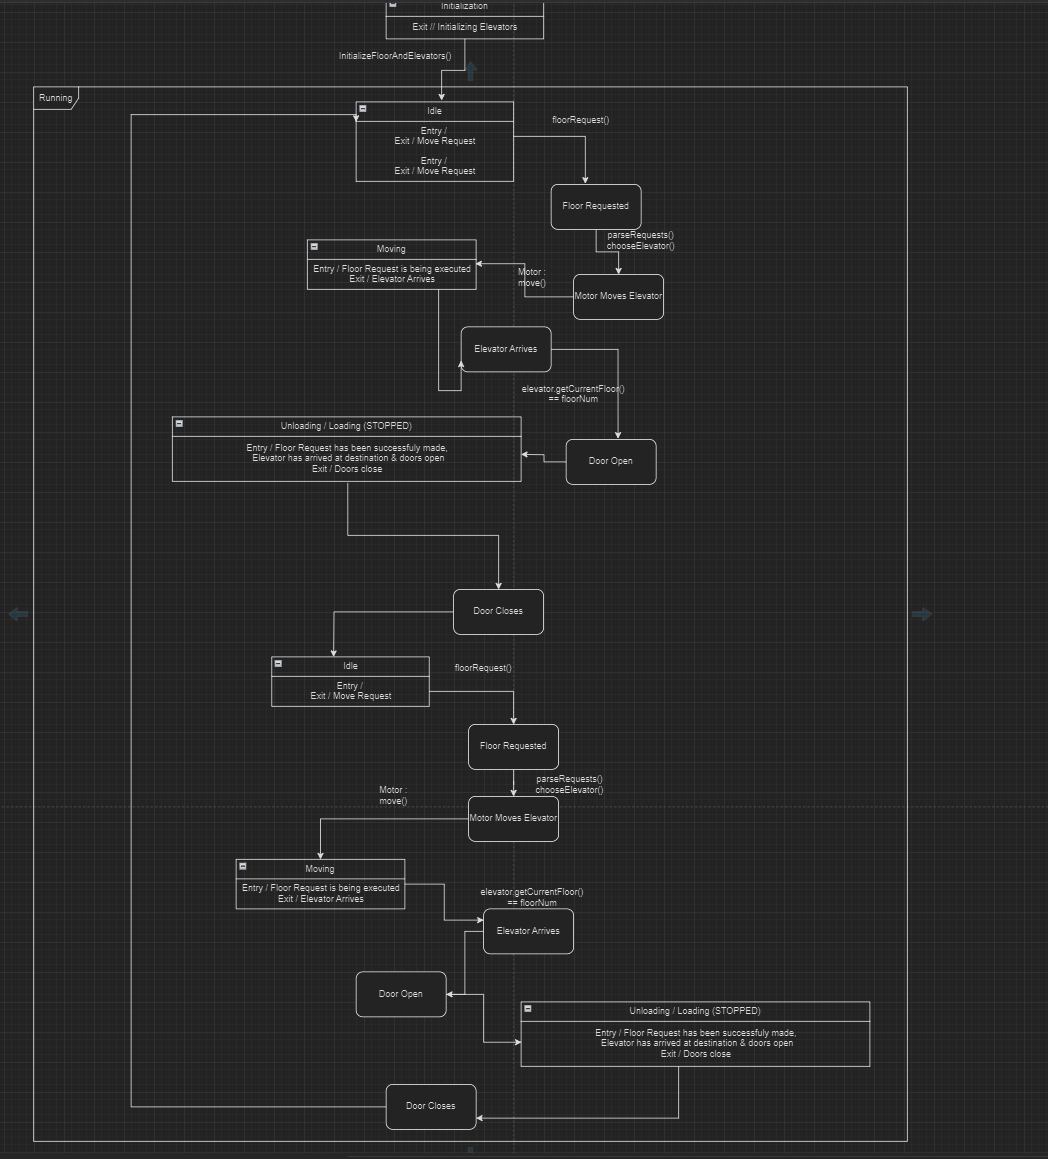 Initialization
Exit // Initializing Elevators
InitializeFloorAndElevators()
Running
Idle
Entry /
Exit / Move Request
Entry /
Exit / Move Request
floorRequest()
Floor Requested
parseRequests()
chooseElevator()
Moving
Entry / Floor Request is being executed
Exit / Elevator Arrives
Motor :
move()
Motor Moves Elevator
Elevator Arrives
elevator.getCurrentFloor()
== floorNum
Unloading / Loading (STOPPED)
Entry / Floor Request has been successfuly made,
Elevator has arrived at destination & doors open
Exit / Doors close
Door Open
Door Closes
Idle
Entry /
Exit / Move Request
floorRequest()
Floor Requested
parseRequests()
chooseElevator()
Motor :
move()
Motor Moves Elevator
Moving
Entry / Floor Request is being executed
Exit / Elevator Arrives
elevator.getCurrentFloor()
== floorNum
Elevator Arrives
Door Open
Unloading / Loading (STOPPED)
Entry / Floor Request has been successfuly made,
Elevator has arrived at destination & doors open
Exit / Doors close
Door Closes